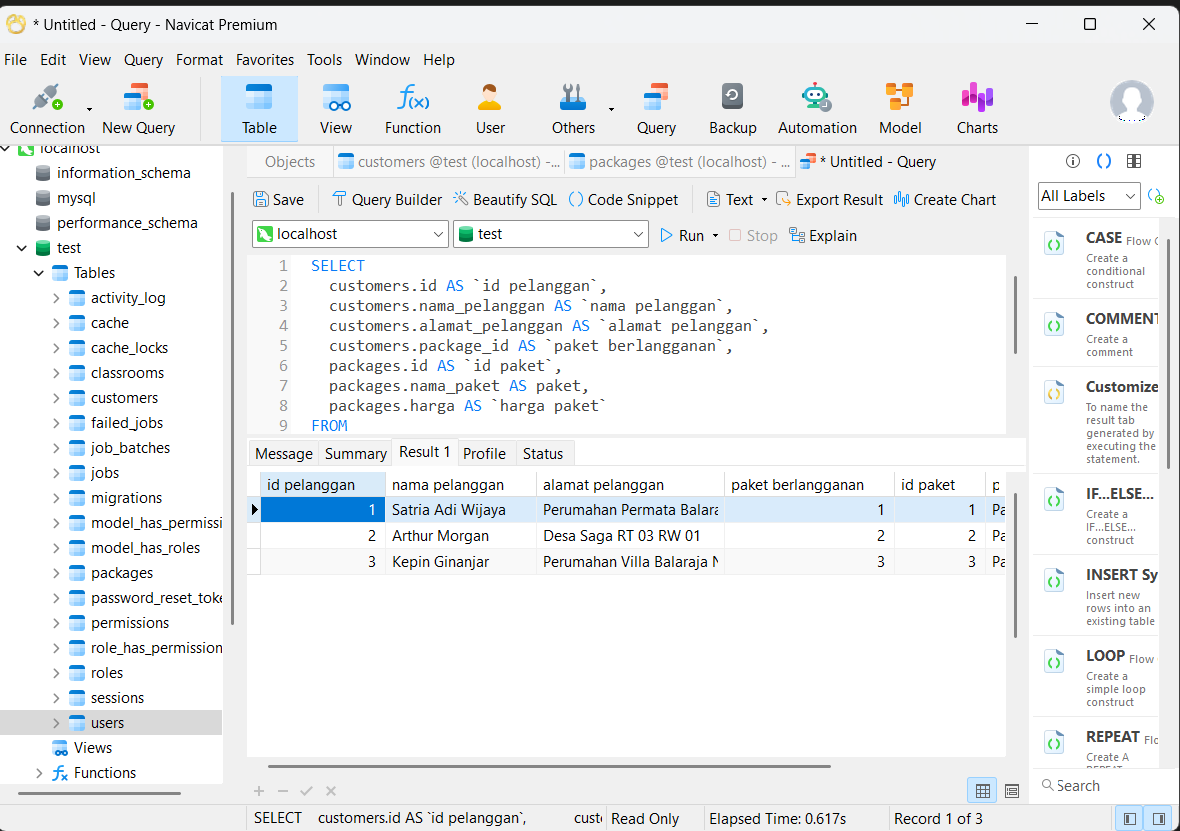 * Untitled - Query - Navicat Premium
File Edit View Query Format Favorites Tools Window Help
Connection New Query Table View Function User Others Query Backup Automation Model Charts
localhost
information_schema
mysql
performance_schema
test
Tables
activity_log
cache
cache_locks
classrooms
customers
failed_jobs
job_batches
jobs
migrations
model_has_permissi
model_has_roles
packages
password_reset_toke
permissions
role_has_permission
roles
sessions
users
Views
Functions
Objects customers @test (localhost) -... packages @test (localhost) - ... * Untitled - Query
Save Query Builder Beautify SQL Code Snippet Text Export Result Create Chart
localhost test Run Stop Explain
1 SELECT
2 customers.id AS `id pelanggan`,
3 customers.nama_pelanggan AS `nama pelanggan`,
4 customers.alamat_pelanggan AS `alamat pelanggan`,
5 customers.package_id AS `paket berlangganan`,
6 packages.id AS `id paket`,
7 packages.nama_paket AS paket,
8 packages.harga AS `harga paket`
9 FROM
Message Summary Result 1 Profile Status
id pelanggan nama pelanggan alamat pelanggan paket berlangganan id paket p
1 Satria Adi Wijaya Perumahan Permata Balara 1 1 Pa
2 Arthur Morgan Desa Saga RT 03 RW 01 2 2 Pa
3 Kepin Ginanjar Perumahan Villa Balaraja N 3 3 Pa
SELECT customers.id AS `id pelanggan`, custo Read Only Elapsed Time: 0.617s Record 1 of 3
All Labels
CASE Flow C
Create a
conditional
construct
COMMENT
Create a
comment
Customize
To name the
result tab
generated by
executing the
statement.
IF...ELSE...
Create a
IF...ELSE...
construct
INSERT Sy
Insert new
rows into an
existing table
LOOP Flow
Create a
simple loop
construct
REPEAT Flo
Create A
REPEAT
Search